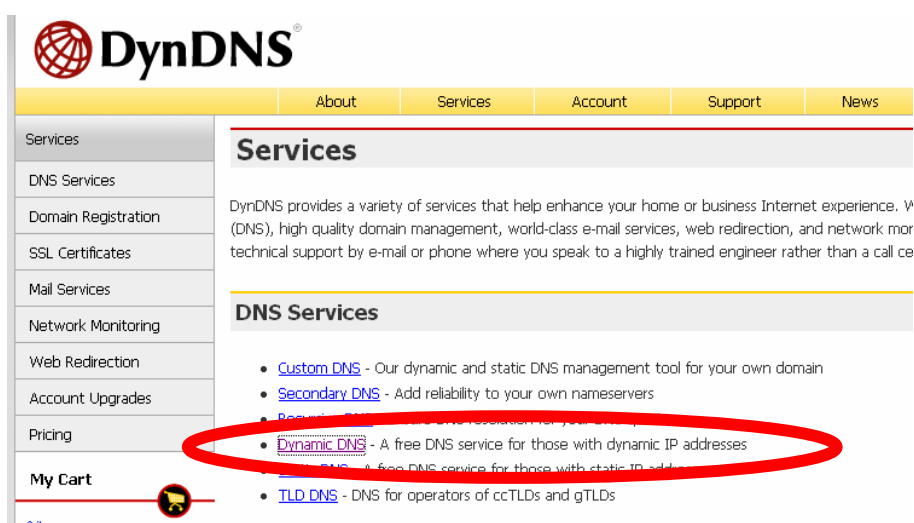 DynDNS®
About Services Account Support News
Services
DNS Services
Domain Registration
SSL Certificates
Mail Services
Network Monitoring
Web Redirection
Account Upgrades
Pricing
My Cart
Services
DynDNS provides a variety of services that help enhance your home or business Internet experience.
(DNS), high quality domain management, world-class e-mail services, web redirection, and network
technical support by e-mail or phone where you speak to a highly trained engineer rather than a call
DNS Services
Custom DNS - Our dynamic and static DNS management tool for your own domain
Secondary DNS - Add reliability to your own nameservers
Dynamic DNS - A free DNS service for those with dynamic IP addresses
DNS - A free DNS service for those with static IP
TLD DNS - DNS for operators of ccTLDs and gTLDs